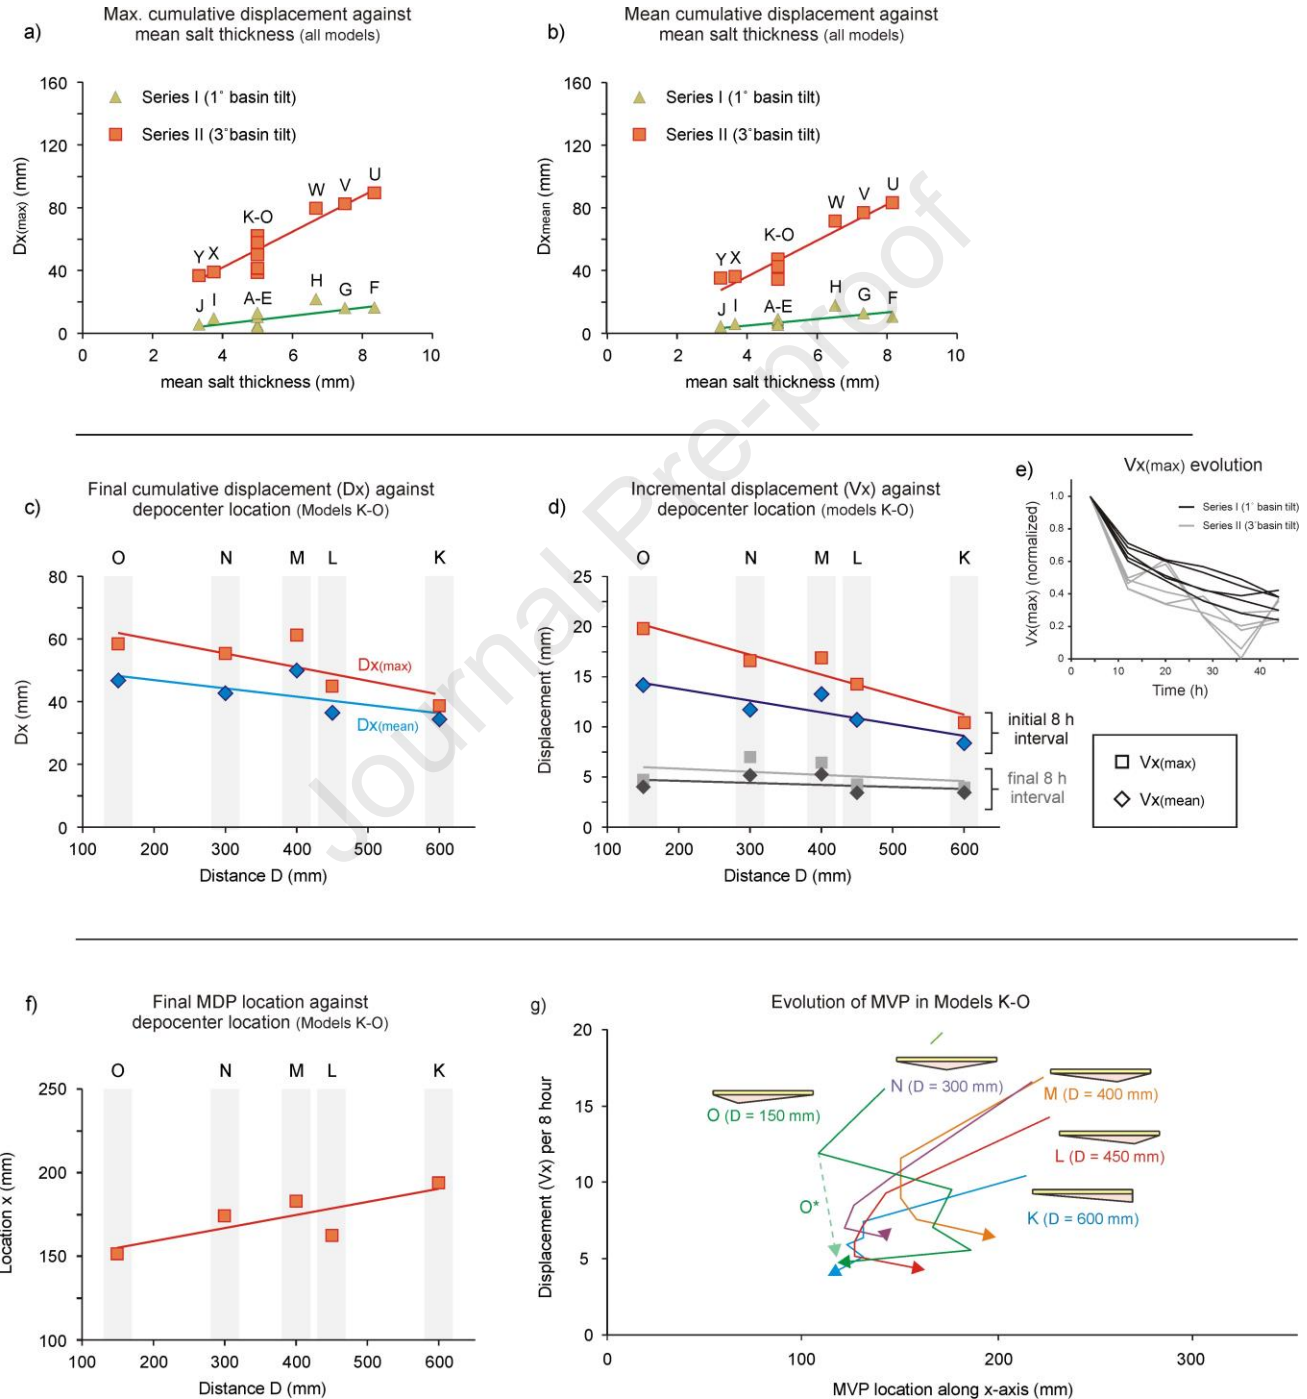 a)
Max. cumulative displacement against
mean salt thickness (all models)
160
120
80
40
0
Dx(max) (mm)
Series I (1° basin tilt)
Series II (3°basin tilt)
Y
X
K-O
W
V
U
J
I
A-E
H
G
F
0
2
4
6
8
10
mean salt thickness (mm)
b)
Mean cumulative displacement against
mean salt thickness (all models)
160
120
80
40
0
Dxmean (mm)
Series I (1° basin tilt)
Series II (3°basin tilt)
Y
X
K-O
W
V
U
J
I
A-E
H
G
F
0
2
4
6
8
10
mean salt thickness (mm)
Journal Pre-proof
c)
Final cumulative displacement (Dx) against
depocenter location (Models K-O)
O
N
M
L
K
80
60
40
20
0
Dx (mm)
Dx(max)
Dx(mean)
100
200
300
400
500
600
Distance D (mm)
d)
Incremental displacement (Vx) against
depocenter location (models K-O)
O
N
M
L
K
25
20
15
10
5
0
Displacement (mm)
initial 8 h
interval
final 8 h
interval
100
200
300
400
500
600
Distance D (mm)
Vx(max)
Vx(mean)
e)
Vx(max) evolution
1.0
0.8
0.6
0.4
0.2
0
Vx(max) (normalized)
Series I (1° basin tilt)
Series II (3°basin tilt)
0
10
20
30
40
Time (h)
f)
Final MDP location against
depocenter location (Models K-O)
O
N
M
L
K
250
200
150
100
Location x (mm)
100
200
300
400
500
600
Distance D (mm)
g)
Evolution of MVP in Models K-O
20
15
10
5
0
Displacement (Vx) per 8 hour
O (D = 150 mm)
N (D = 300 mm)
M (D = 400 mm)
L (D = 450 mm)
K (D = 600 mm)
O*
0
100
200
300
MVP location along x-axis (mm)